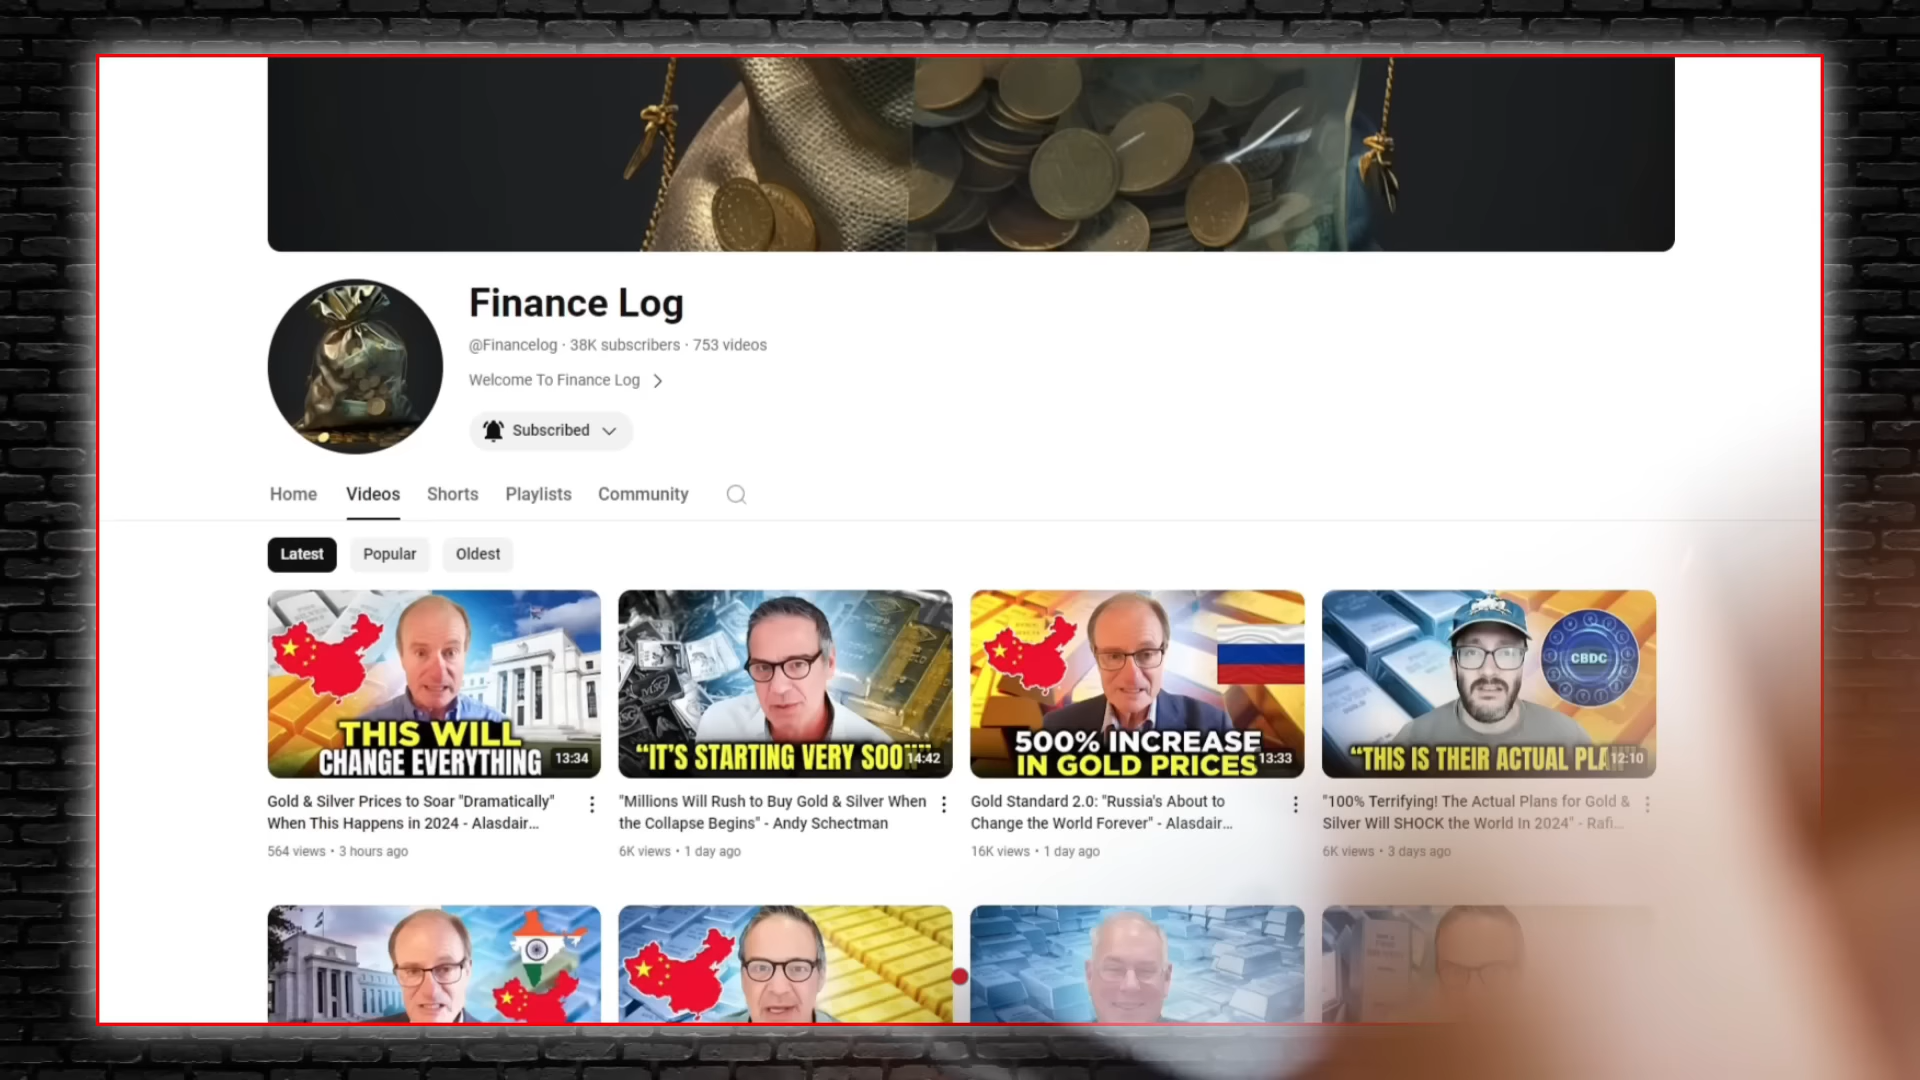 Finance Log
@Financelog · 38K subscribers · 753 videos
Welcome To Finance Log
Subscribed
Home Videos Shorts Playlists Community
Latest Popular Oldest
THIS WILL
CHANGE EVERYTHING
13:34
"IT'S STARTING VERY SOO
14:42
500% INCREASE
IN GOLD PRICES
13:33
CBDC
"THIS IS THEIR ACTUAL PLA
12:10
Gold & Silver Prices to Soar "Dramatically"
When This Happens in 2024 - Alasdair...
564 views • 3 hours ago
"Millions Will Rush to Buy Gold & Silver When
the Collapse Begins" - Andy Schectman
6K views • 1 day ago
Gold Standard 2.0: "Russia's About to
Change the World Forever" - Alasdair...
16K views • 1 day ago
"100% Terrifying! The Actual Plans for Gold &
Silver Will SHOCK the World In 2024" - Rafi...
6K views • 3 days ago